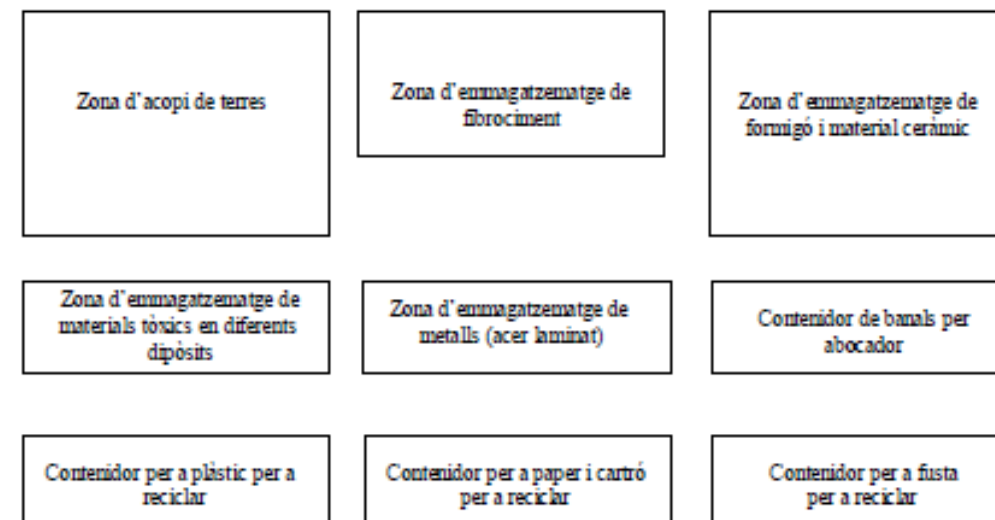 Zona d'acopi de terres
Zona d'emmagatzematge de
fibrociment
Zona d'emmagatzematge de
formigó i material ceràmic
Zona d'emmagatzematge de
materials tòxics en diferents
dipòsits
Zona d'emmagatzematge de
metalls (acer laminat)
Contenidor de banals per
abocador
Contenidor per a plàstic per a
reciclar
Contenidor per a paper i cartró
per a reciclar
Contenidor per a fusta
per a reciclar